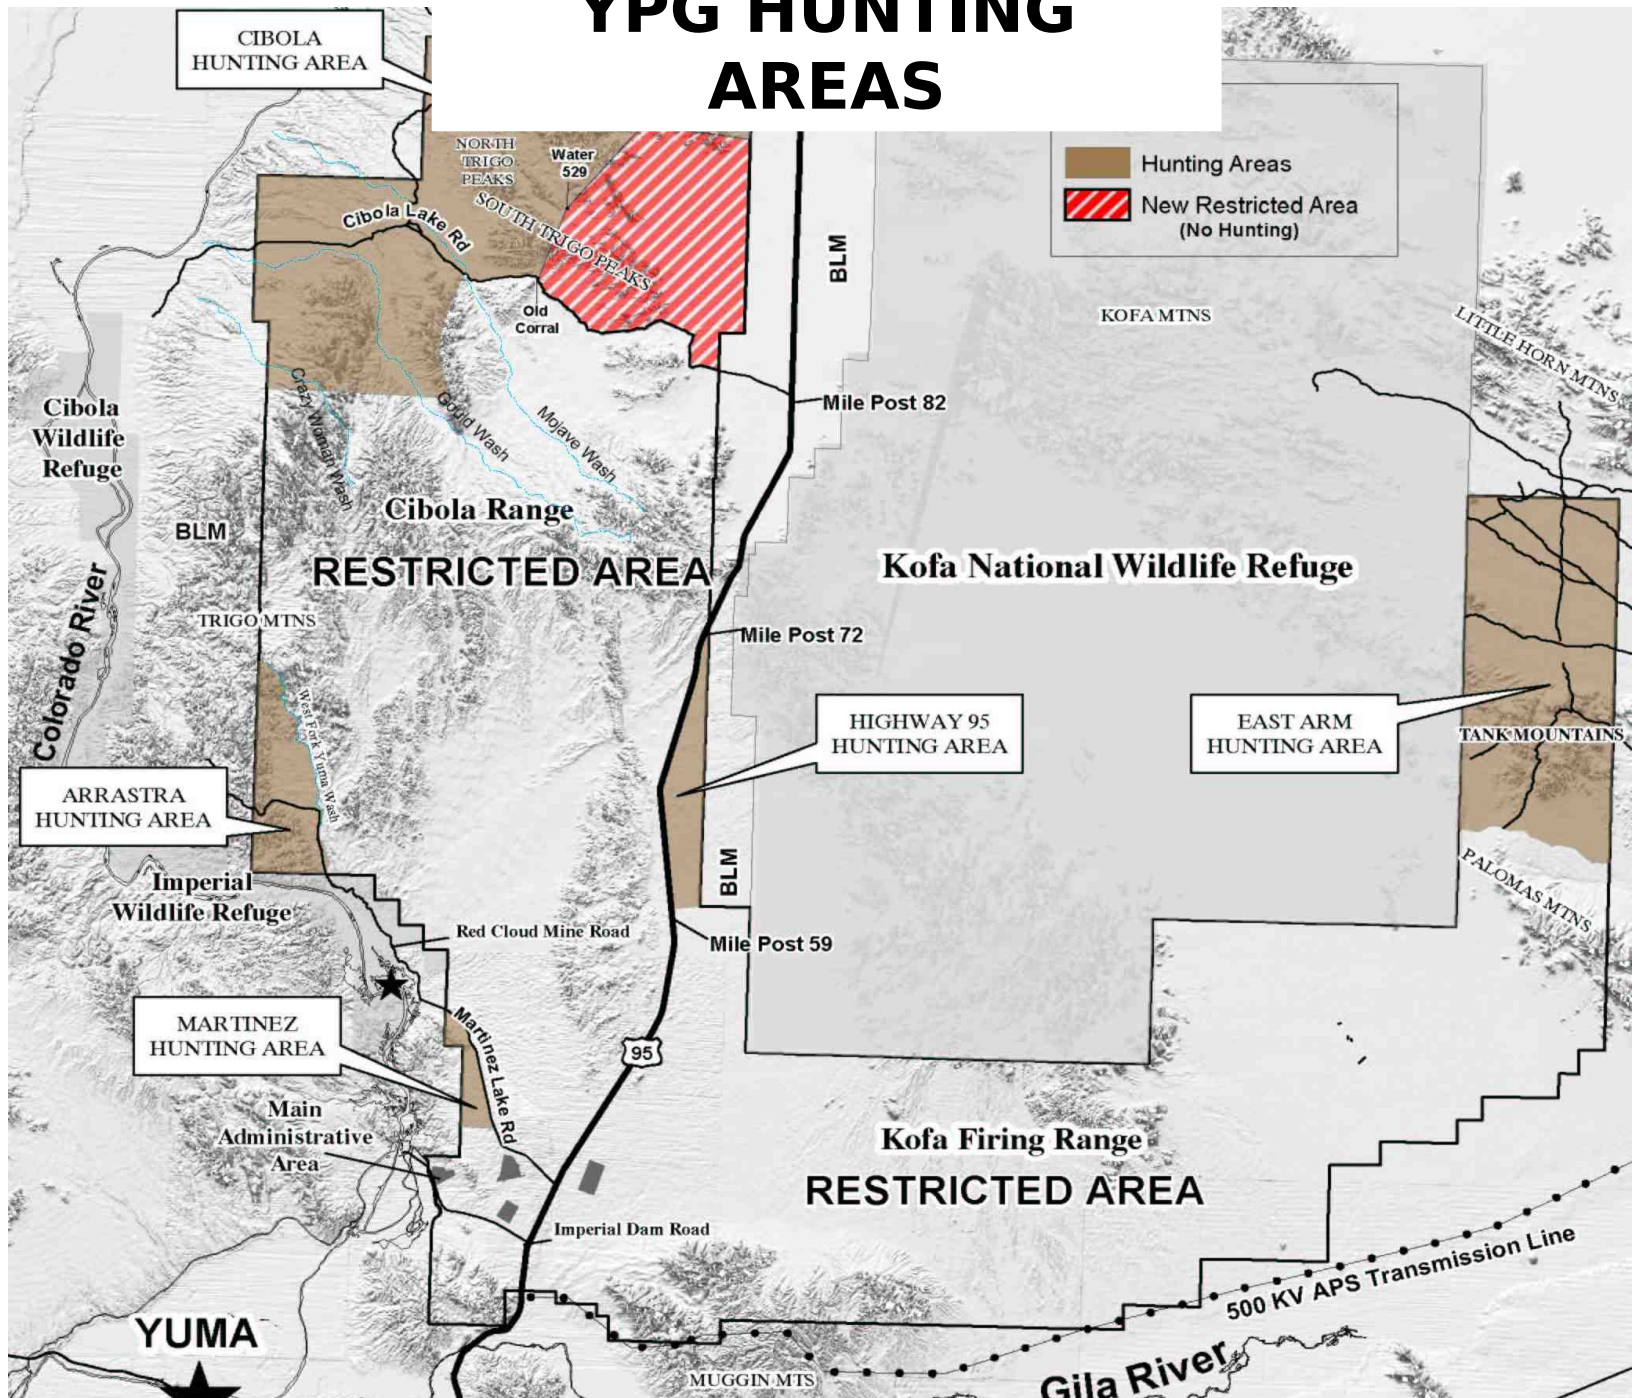 YPG HUNTING
AREAS
CIBOLA
HUNTING AREA
NORTH
TRIGO
PEAKS
Water
529
SOUTH TRIGO PEAKS
Cibola Lake Rd
Hunting Areas
New Restricted Area
(No Hunting)
BLM
Old
Corral
KOFA MTNS
LITTLE HORN MTNS
Cibola
Wildlife
Refuge
Crazy Woman Wash
Gould Wash
Mojave Wash
Mile Post 82
Cibola Range
RESTRICTED AREA
BLM
Kofa National Wildlife Refuge
Colorado River
TRIGO MTNS
Mile Post 72
West Fork Yuma Wash
HIGHWAY 95
HUNTING AREA
EAST ARM
HUNTING AREA
TANK MOUNTAINS
ARRASTRA
HUNTING AREA
BLM
PALOMAS MTNS
Imperial
Wildlife Refuge
Red Cloud Mine Road
Mile Post 59
MARTINEZ
HUNTING AREA
Martinez Lake Rd
95
Main
Administrative
Area
Kofa Firing Range
RESTRICTED AREA
Imperial Dam Road
500 KV APS Transmission Line
YUMA
MUGGIN MTS
Gila River